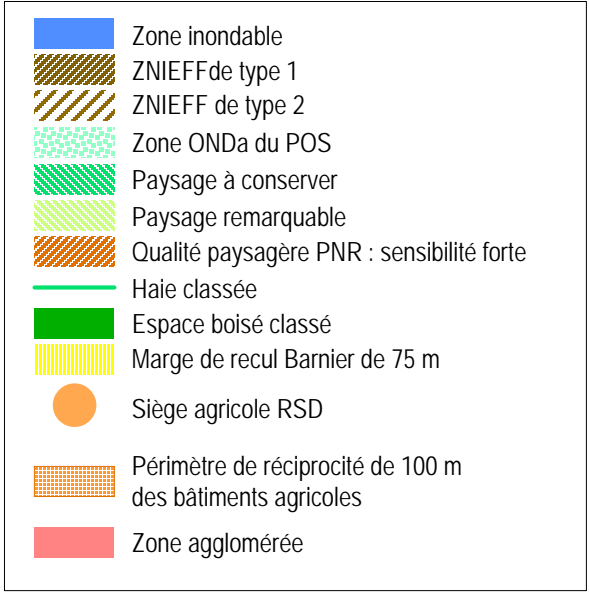 Zone inondable
ZNIEFFde type 1
ZNIEFF de type 2
Zone ONDa du POS
Paysage à conserver
Paysage remarquable
Qualité paysagère PNR : sensibilité forte
Haie classée
Espace boisé classé
Marge de recul Barnier de 75 m
Siège agricole RSD
Périmètre de réciprocité de 100 m
des bâtiments agricoles
Zone agglomérée